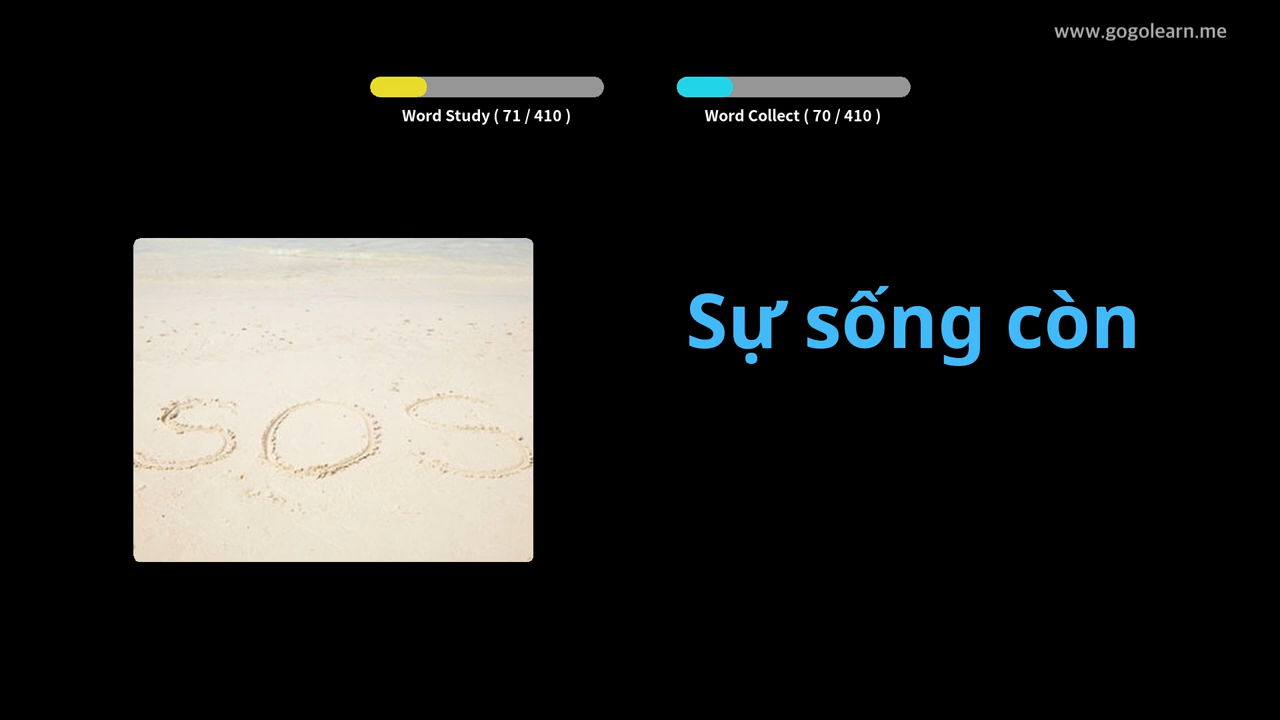 www.gogolearn.me
Word Study ( 71 / 410 )
Word Collect ( 70 / 410 )
Sự sống còn
SOS